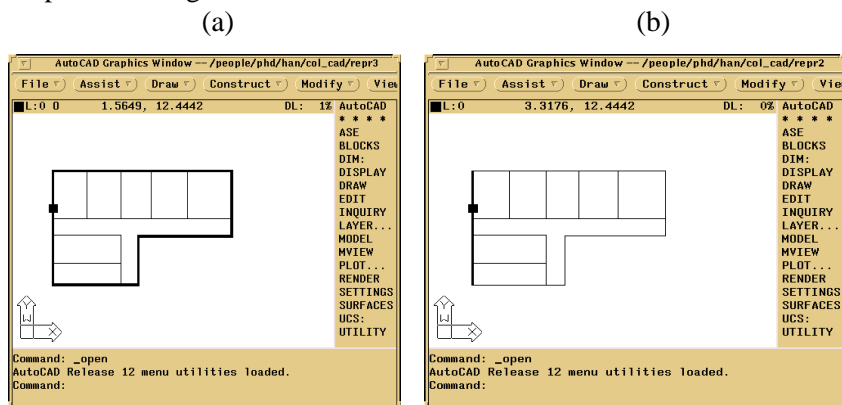 (a) (b)
AutoCAD Graphics Window -- /people/phd/han/col_cad/repr3
File Assist Draw Construct Modify
L:0 0 1.5649, 12.4442 DL: 1% AutoCAD
* * * *
ASE
BLOCKS
DIM:
DISPLAY
DRAW
EDIT
INQUIRY
LAYER...
MODEL
MVIEW
PLOT...
RENDER
SETTINGS
SURFACES
UCS:
UTILITY
Y
W
X
Command: _open
AutoCAD Release 12 menu utilities loaded.
Command:
AutoCAD Graphics Window -- /people/phd/han/col_cad/repr2
File Assist Draw Construct Modify
L:0 3.3176, 12.4442 DL: 0% AutoCAD
* * * *
ASE
BLOCKS
DIM:
DISPLAY
DRAW
EDIT
INQUIRY
LAYER...
MODEL
MVIEW
PLOT...
RENDER
SETTINGS
SURFACES
UCS:
UTILITY
Y
W
X
Command: _open
AutoCAD Release 12 menu utilities loaded.
Command: